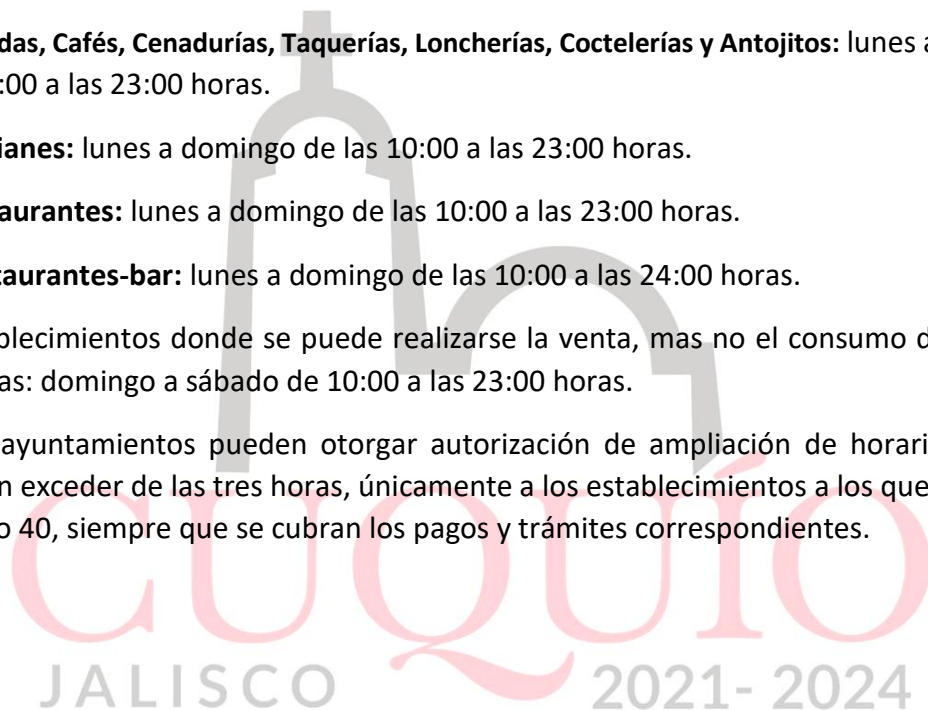 das, Cafés, Cenadurías, Taquerías, Loncherías, Coctelerías y Antojitos: lunes a
:00 a las 23:00 horas.
ianes: lunes a domingo de las 10:00 a las 23:00 horas.
aurantes: lunes a domingo de las 10:00 a las 23:00 horas.
taurantes-bar: lunes a domingo de las 10:00 a las 24:00 horas.
blecimientos donde se puede realizarse la venta, mas no el consumo d
as: domingo a sábado de 10:00 a las 23:00 horas.
ayuntamientos pueden otorgar autorización de ampliación de horari
n exceder de las tres horas, únicamente a los establecimientos a los que
o 40, siempre que se cubran los pagos y trámites correspondientes.
CUQUÍO
JALISCO 2021- 2024